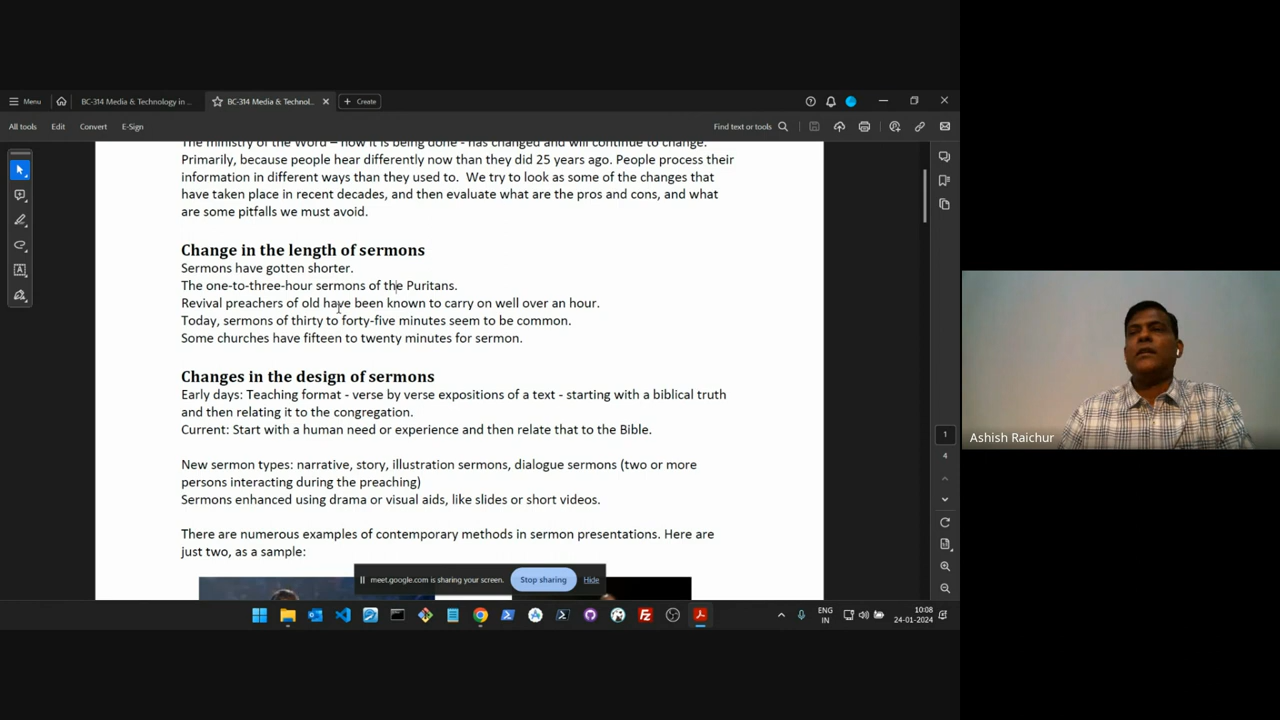 Menu
BC-314 Media & Technology in ...
BC-314 Media & Technol...
Create
All tools
Edit
Convert
E-Sign
Find text or tools
The ministry of the Word – how it is being done - has changed and will continue to change.
Primarily, because people hear differently now than they did 25 years ago. People process their
information in different ways than they used to. We try to look as some of the changes that
have taken place in recent decades, and then evaluate what are the pros and cons, and what
are some pitfalls we must avoid.
Change in the length of sermons
Sermons have gotten shorter.
The one-to-three-hour sermons of the Puritans.
Revival preachers of old have been known to carry on well over an hour.
Today, sermons of thirty to forty-five minutes seem to be common.
Some churches have fifteen to twenty minutes for sermon.
Changes in the design of sermons
Early days: Teaching format - verse by verse expositions of a text - starting with a biblical truth
and then relating it to the congregation.
Current: Start with a human need or experience and then relate that to the Bible.
New sermon types: narrative, story, illustration sermons, dialogue sermons (two or more
persons interacting during the preaching)
Sermons enhanced using drama or visual aids, like slides or short videos.
There are numerous examples of contemporary methods in sermon presentations. Here are
just two, as a sample:
1
4
meet.google.com is sharing your screen.
Stop sharing
Hide
ENG
IN
10:08
24-01-2024
Ashish Raichur